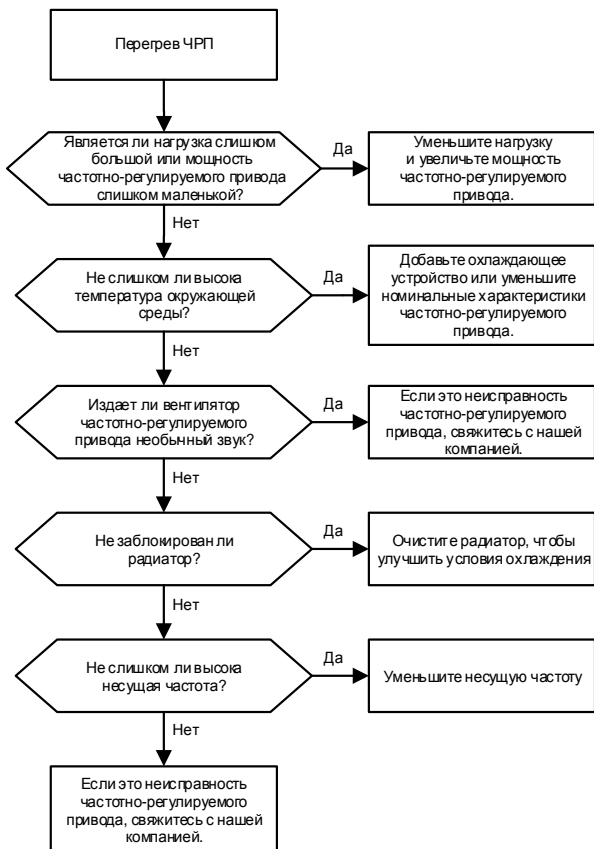 Перегрев ЧРП
Является ли нагрузка слишком
большой или мощность
частотно-регулируемого привода
слишком маленькой?
Да
Уменьшите нагрузку
и увеличьте мощность
частотно-регулируемого
привода.
Нет
Не слишком ли высока
температура окружающей
среды?
Да
Добавьте охлаждающее
устройство или уменьшите
номинальные характеристики
частотно-регулируемого
привода.
Нет
Издает ли вентилятор
частотно-регулируемого
привода необычный звук?
Да
Если это неисправность
частотно-регулируемого
привода, свяжитесь с нашей
компанией.
Нет
Не заблокирован ли
радиатор?
Да
Очистите радиатор, чтобы
улучшить условия охлаждения
Нет
Не слишком ли высока
несущая частота?
Да
Уменьшите несущую частоту
Нет
Если это неисправность
частотно-регулируемого
привода, свяжитесь с нашей
компанией.